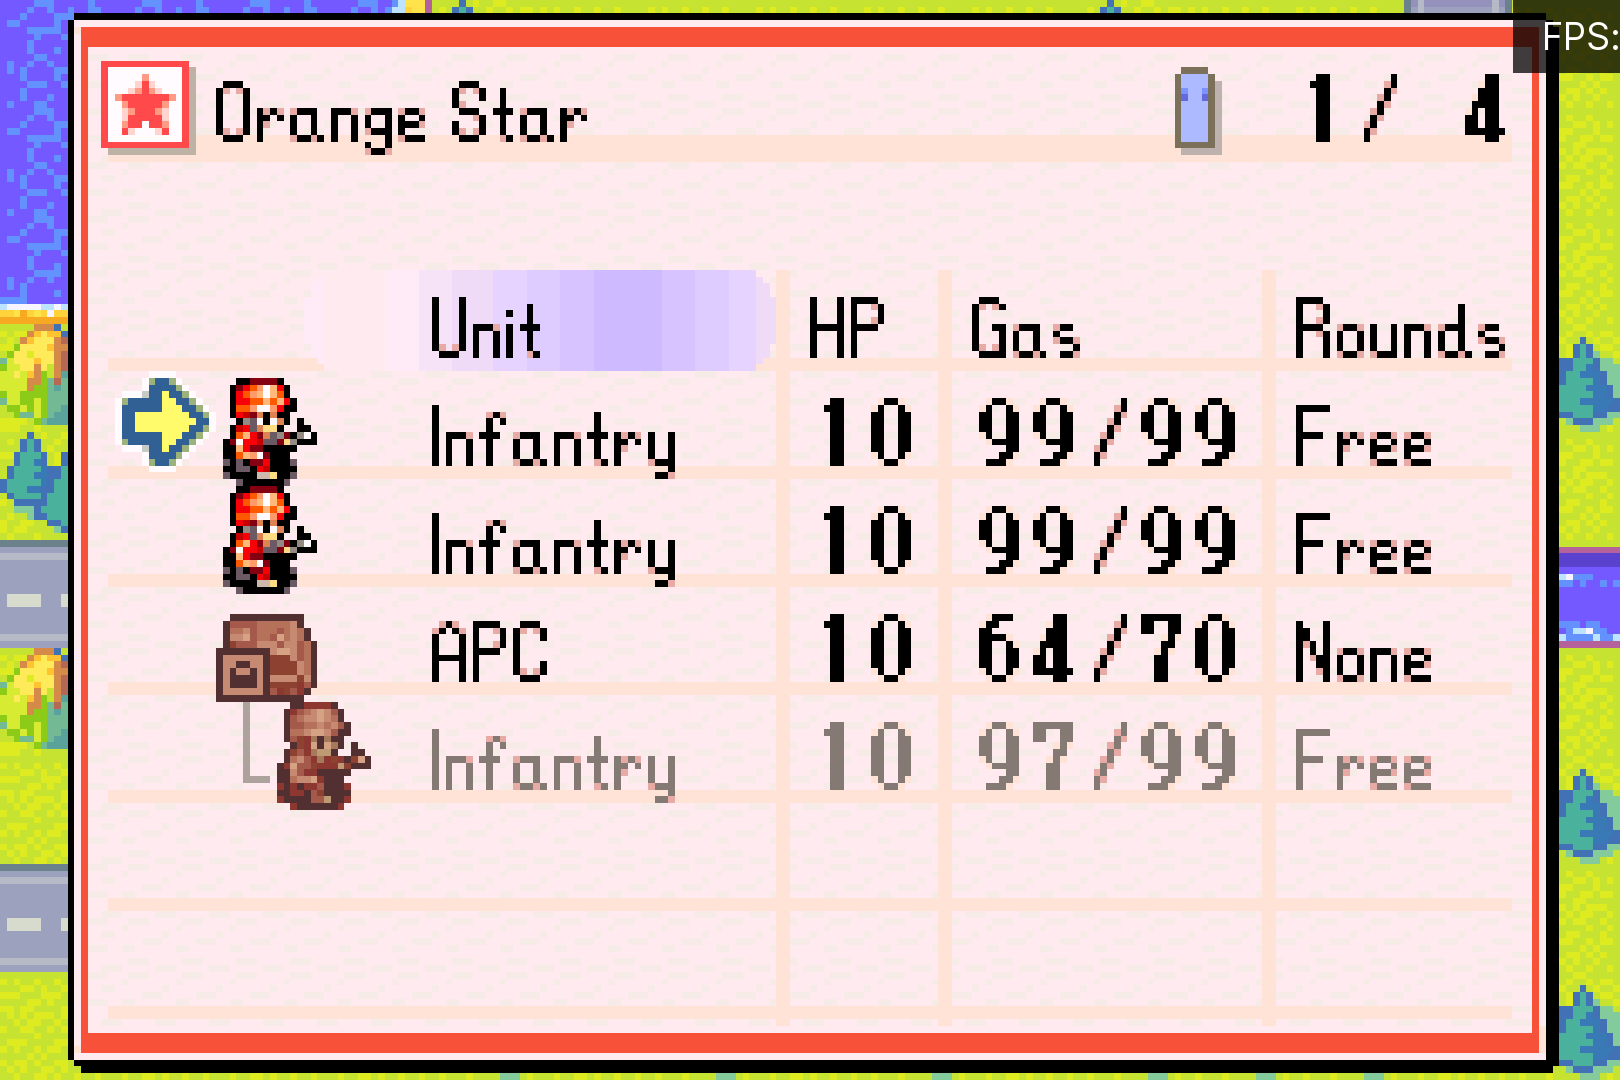 FPS:
Orange Star 1/ 4
Unit HP Gas Rounds
Infantry 10 99/99 Free
Infantry 10 99/99 Free
APC 10 64/70 None
Infantry 10 97/99 Free